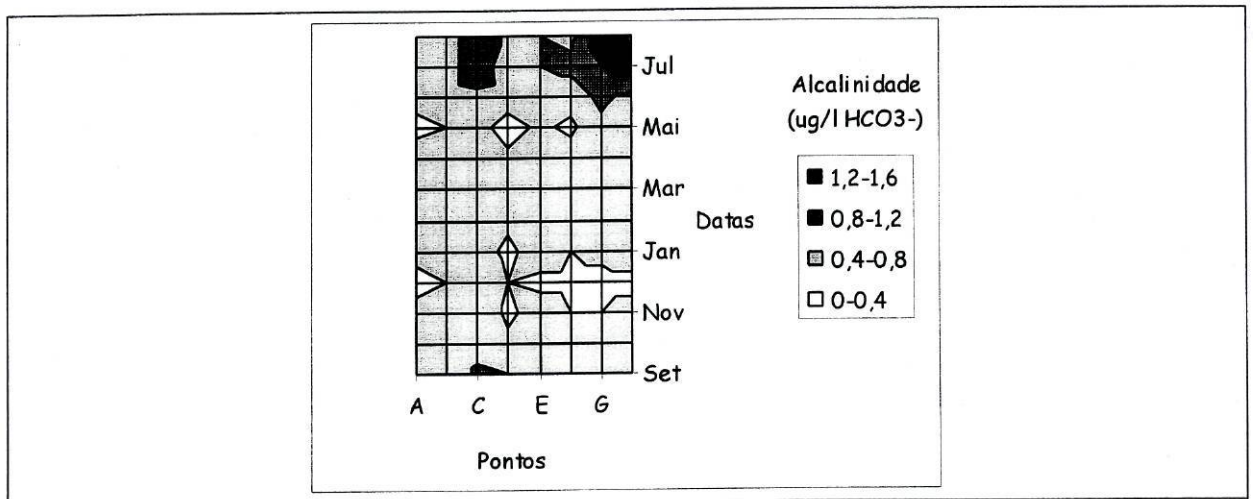 Jul
Mai
Mar
Jan
Nov
Set
Datas
A C E G
Pontos
Alcalinidade
(ug/l HCO3-)
1,2-1,6
0,8-1,2
0,4-0,8
0-0,4